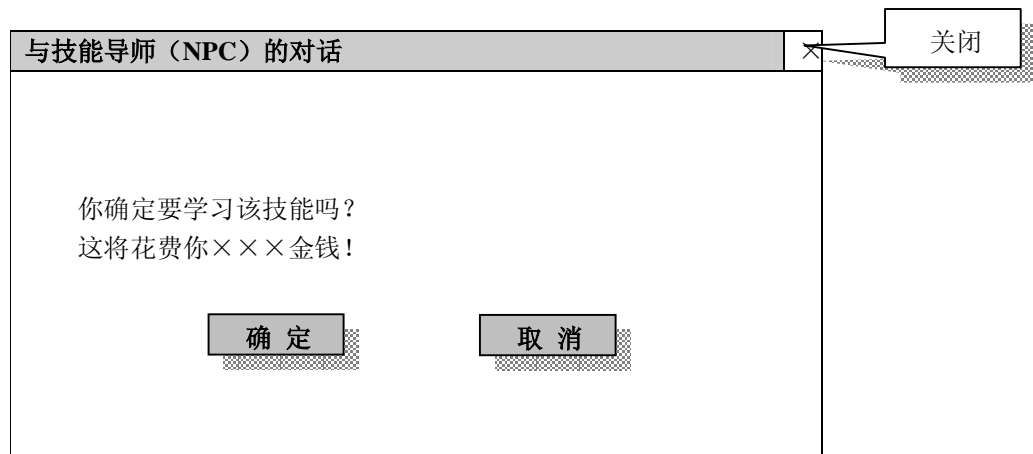 与技能导师（NPC）的对话
×
关闭
你确定要学习该技能吗？
这将花费你×××金钱！
确 定
取 消